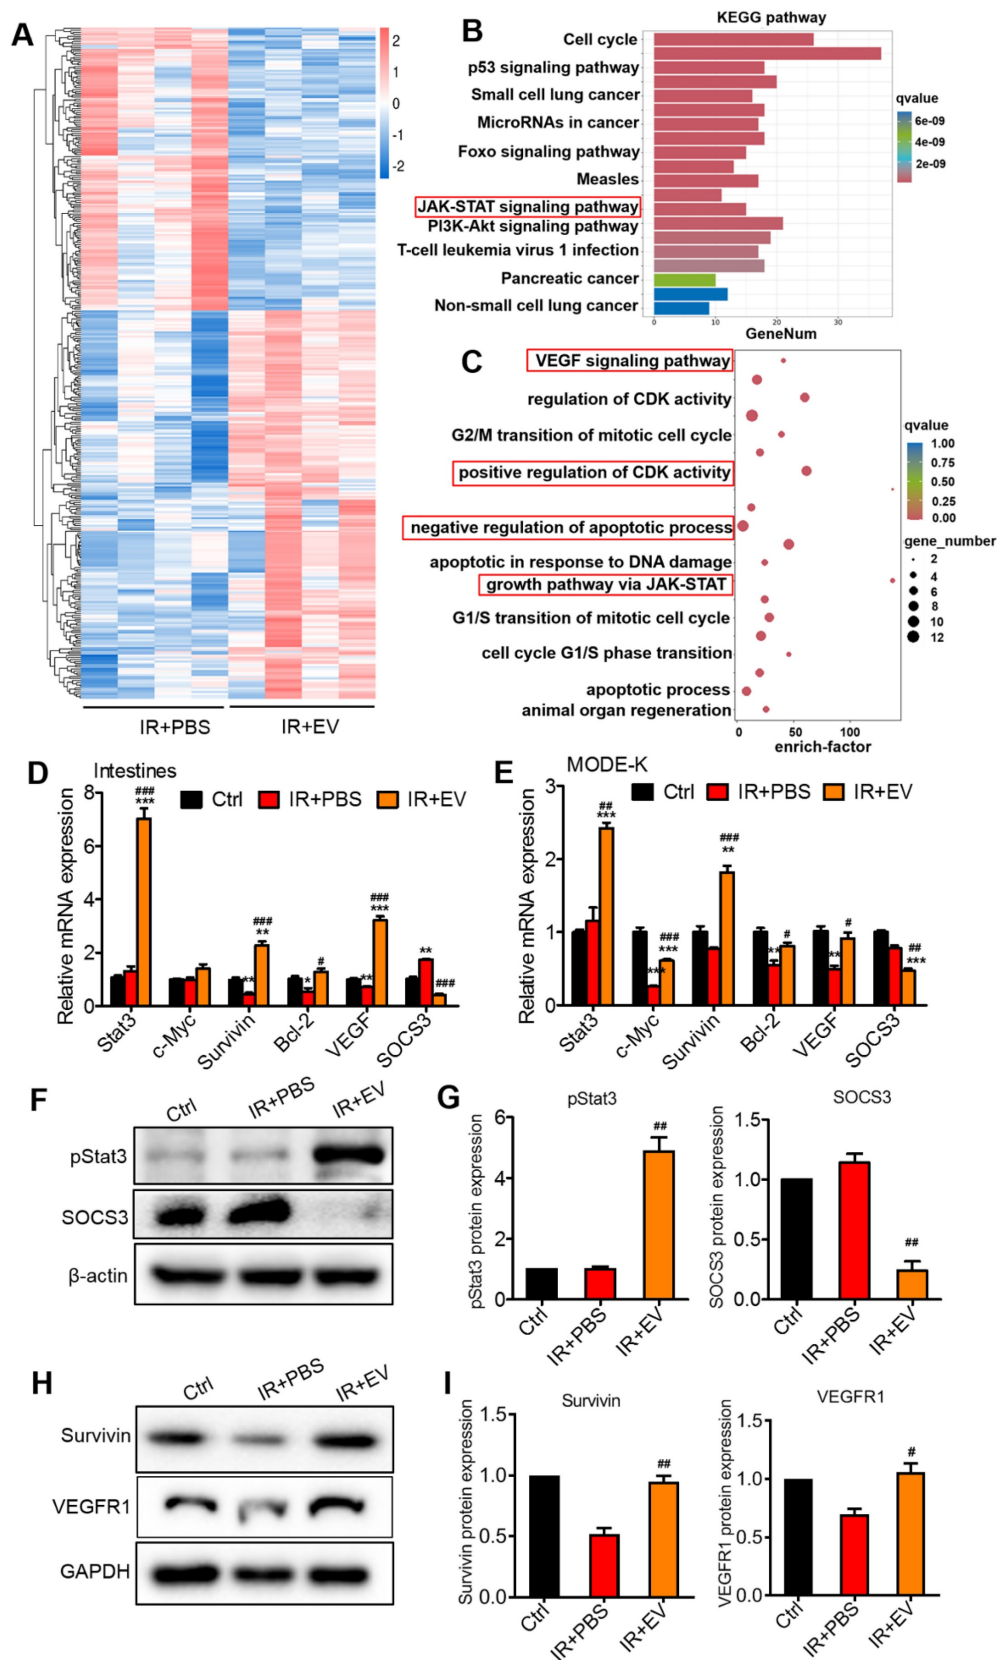 A
2
1
0
-1
-2
IR+PBS
IR+EV
B
KEGG pathway
Cell cycle
p53 signaling pathway
Small cell lung cancer
MicroRNAs in cancer
Foxo signaling pathway
Measles
JAK-STAT signaling pathway
PI3K-Akt signaling pathway
T-cell leukemia virus 1 infection
Pancreatic cancer
Non-small cell lung cancer
0 10 20 30
GeneNum
qvalue
6e-09
4e-09
2e-09
C
VEGF signaling pathway
regulation of CDK activity
G2/M transition of mitotic cell cycle
positive regulation of CDK activity
negative regulation of apoptotic process
apoptotic in response to DNA damage
growth pathway via JAK-STAT
G1/S transition of mitotic cell cycle
cell cycle G1/S phase transition
apoptotic process
animal organ regeneration
0 50 100
enrich-factor
qvalue
1.00
0.75
0.50
0.25
0.00
gene_number
2
4
6
8
10
12
D
Intestines
Ctrl IR+PBS IR+EV
Relative mRNA expression
8
6
4
2
0
###
***
**
###
**
*
#
**
###
***
**
###
Stat3 c-Myc Survivin Bcl-2 VEGF SOCS3
E
MODE-K
Ctrl IR+PBS IR+EV
Relative mRNA expression
3
2
1
0
##
***
***
###
***
###
**
**
#
**
#
##
***
Stat3 c-Myc Survivin Bcl-2 VEGF SOCS3
F
Ctrl IR+PBS IR+EV
pStat3
SOCS3
β-actin
G
pStat3
pStat3 protein expression
6
4
2
0
##
Ctrl IR+PBS IR+EV
SOCS3
SOCS3 protein expression
1.5
1.0
0.5
0.0
##
Ctrl IR+PBS IR+EV
H
Ctrl IR+PBS IR+EV
Survivin
VEGFR1
GAPDH
I
Survivin
Survivin protein expression
1.5
1.0
0.5
0.0
##
Ctrl IR+PBS IR+EV
VEGFR1
VEGFR1 protein expression
1.5
1.0
0.5
0.0
#
Ctrl IR+PBS IR+EV